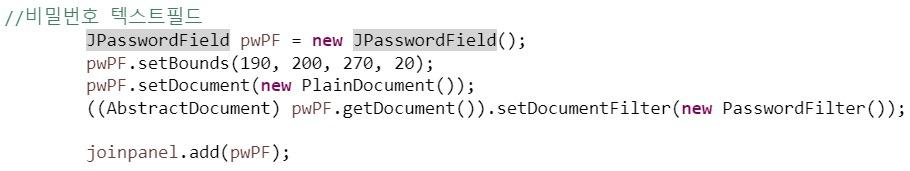 //비밀번호 텍스트필드
JPasswordField pwPF = new JPasswordField();
pwPF.setBounds(190, 200, 270, 20);
pwPF.setDocument(new PlainDocument());
((AbstractDocument) pwPF.getDocument()).setDocumentFilter(new PasswordFilter());
joinpanel.add(pwPF);